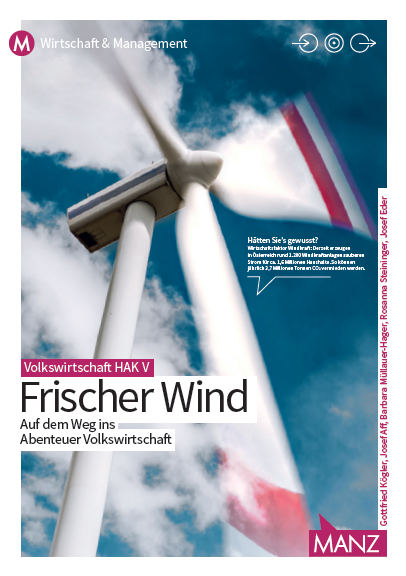 M Wirtschaft & Management
Hätten Sie's gewusst?
Wirtschaftsfaktor Windkraft: Derzeit erzeugen
in Österreich rund 1.200 Windkraftanlagen sauberen
Strom für ca. 1,6 Millionen Haushalte. So können
jährlich 3,7 Millionen Tonnen CO₂ vermieden werden.
Gottfried Kögler, Josef Aff, Barbara Müllauer-Hager, Rosanna Steininger, Josef Eder
Volkswirtschaft HAK V
Frischer Wind
Auf dem Weg ins
Abenteuer Volkswirtschaft
MANZ